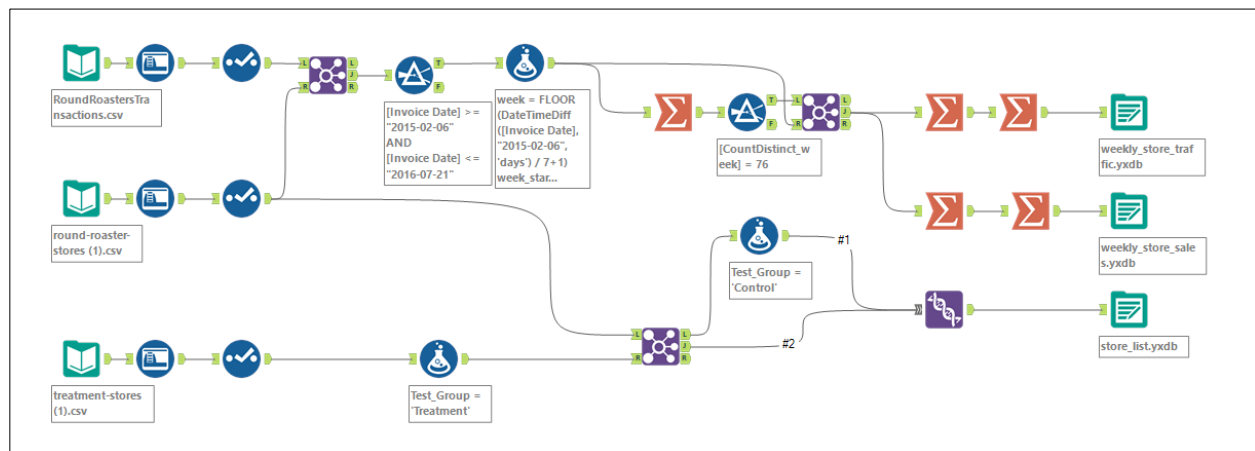 L
R
L
J
R
T
F
RoundRoastersTra
nsactions.csv
[Invoice Date] >=
"2015-02-06"
AND
[Invoice Date] <=
"2016-07-21"
week = FLOOR
(DateTimeDiff
([Invoice Date],
"2015-02-06",
'days') / 7+1)
week_star...
T
F
L
R
L
J
R
[CountDistinct_w
eek] = 76
weekly_store_traf
fic.yxdb
round-roaster-
stores (1).csv
Test_Group =
'Control'
#1
weekly_store_sale
s.yxdb
L
R
L
J
R
#2
store_list.yxdb
treatment-stores
(1).csv
Test_Group =
'Treatment'